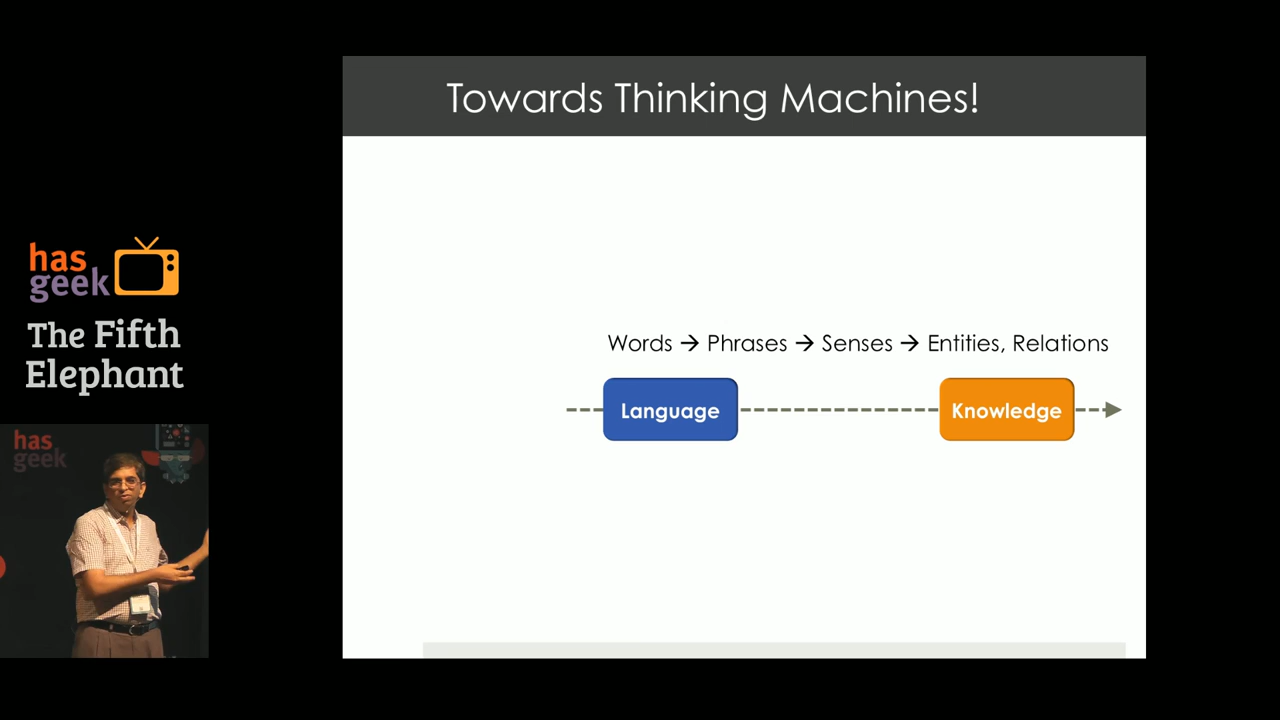 Towards Thinking Machines!
has
geek
The Fifth
Elephant
Words → Phrases → Senses → Entities, Relations
Language
Knowledge
has
geek